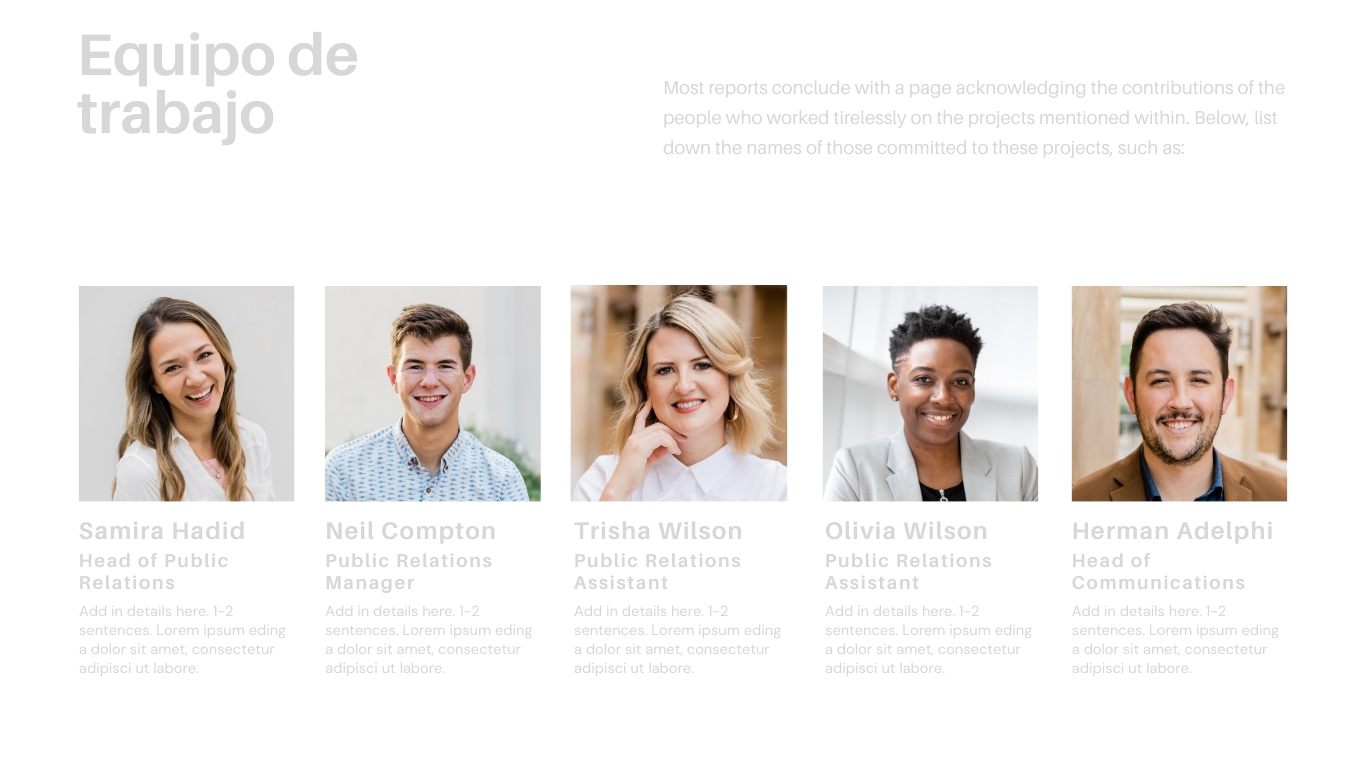 Equipo de
trabajo
Most reports conclude with a page acknowledging the contributions of the
people who worked tirelessly on the projects mentioned within. Below, list
down the names of those committed to these projects, such as:
Samira Hadid
Head of Public
Relations
Add in details here. 1–2
sentences. Lorem ipsum eding
a dolor sit amet, consectetur
adipisci ut labore.
Neil Compton
Public Relations
Manager
Add in details here. 1–2
sentences. Lorem ipsum eding
a dolor sit amet, consectetur
adipisci ut labore.
Trisha Wilson
Public Relations
Assistant
Add in details here. 1–2
sentences. Lorem ipsum eding
a dolor sit amet, consectetur
adipisci ut labore.
Olivia Wilson
Public Relations
Assistant
Add in details here. 1–2
sentences. Lorem ipsum eding
a dolor sit amet, consectetur
adipisci ut labore.
Herman Adelphi
Head of
Communications
Add in details here. 1–2
sentences. Lorem ipsum eding
a dolor sit amet, consectetur
adipisci ut labore.